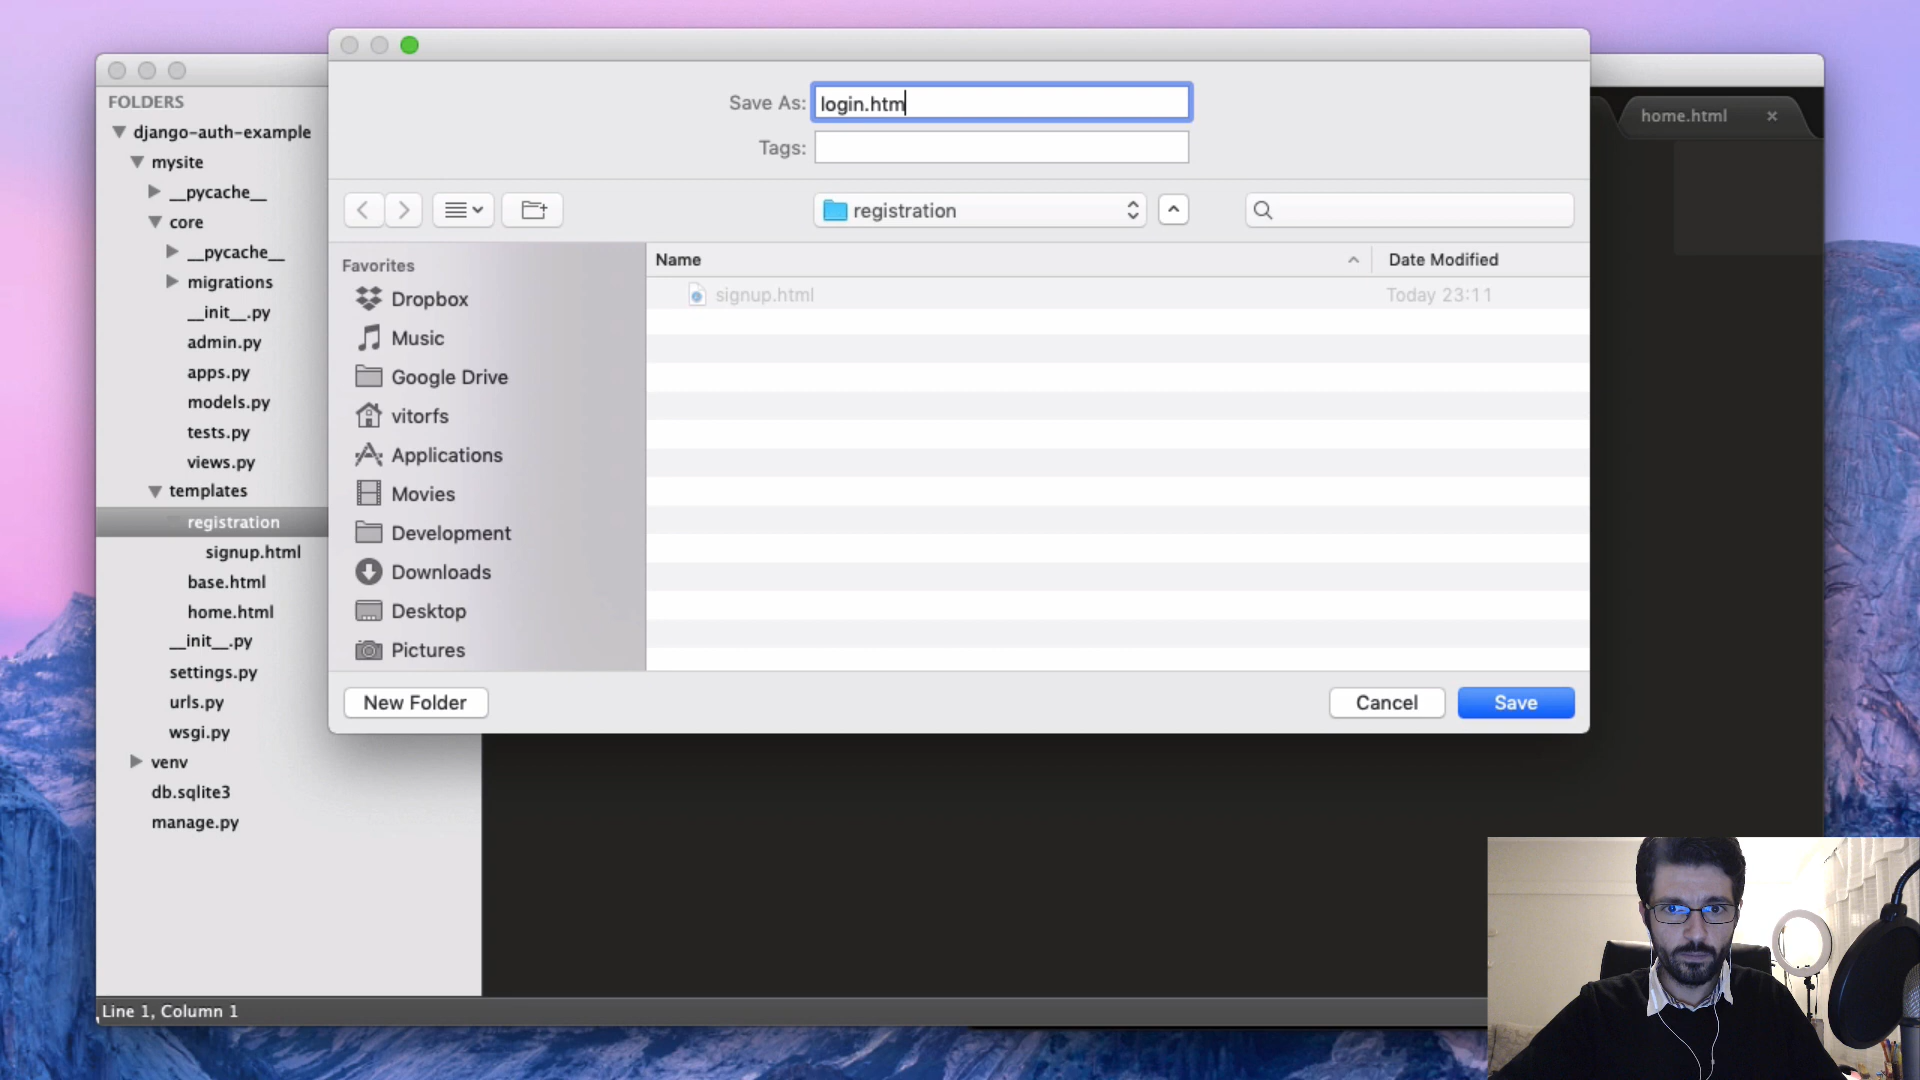 FOLDERS
django-auth-example
mysite
__pycache__
core
__pycache__
migrations
__init__.py
admin.py
apps.py
models.py
tests.py
views.py
templates
registration
signup.html
base.html
home.html
__init__.py
settings.py
urls.py
wsgi.py
venv
db.sqlite3
manage.py
Line 1, Column 1
Save As: login.htm
Tags:
registration
Favorites
Dropbox
Music
Google Drive
vitorfs
Applications
Movies
Development
Downloads
Desktop
Pictures
Name
Date Modified
signup.html Today 23:11
New Folder
Cancel
Save
home.html